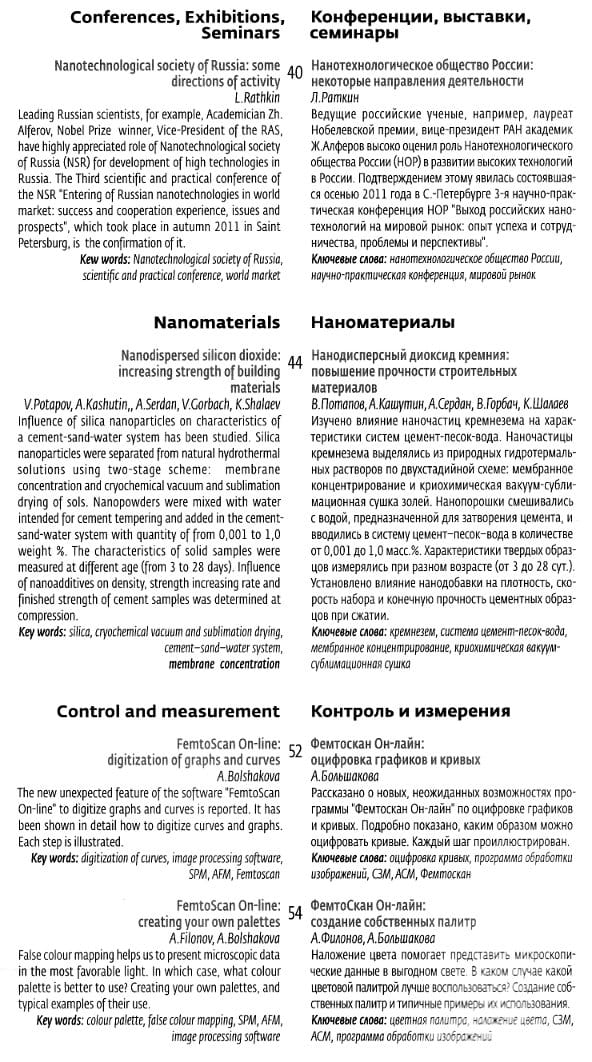 Conferences, Exhibitions,
Seminars
Nanotechnological society of Russia: some
directions of activity
L.Rathkin
Leading Russian scientists, for example, Academician Zh.
Alferov, Nobel Prize winner, Vice-President of the RAS,
have highly appreciated role of Nanotechnological society
of Russia (NSR) for development of high technologies in
Russia. The Third scientific and practical conference of
the NSR "Entering of Russian nanotechnologies in world
market: success and cooperation experience, issues and
prospects", which took place in autumn 2011 in Saint
Petersburg, is the confirmation of it.
Kew words: Nanotechnological society of Russia,
scientific and practical conference, world market
40
Конференции, выставки,
семинары
Нанотехнологическое общество России:
некоторые направления деятельности
Л.Раткин
Ведущие российские ученые, например, лауреат
Нобелевской премии, вице-президент РАН академик
Ж.Алферов высоко оценил роль Нанотехнологического
общества России (НОР) в развитии высоких технологий
в России. Подтверждением этому явилась состоявшая-
ся осенью 2011 года в С.-Петербурге 3-я научно-прак-
тическая конференция НОР "Выход российских нано-
технологий на мировой рынок: опыт успеха и сотруд-
ничества, проблемы и перспективы".
Ключевые слова: нанотехнологическое общество России,
научно-практическая конференция, мировой рынок
Nanomaterials
Nanodispersed silicon dioxide:
increasing strength of building
materials
V.Potapov, A.Kashutin,, A.Serdan, V.Gorbach, K.Shalaev
Influence of silica nanoparticles on characteristics of
a cement-sand-water system has been studied. Silica
nanoparticles were separated from natural hydrothermal
solutions using two-stage scheme: membrane
concentration and cryochemical vacuum and sublimation
drying of sols. Nanopowders were mixed with water
intended for cement tempering and added in the cement-
sand-water system with quantity of from 0,001 to 1,0
weight %. The characteristics of solid samples were
measured at different age (from 3 to 28 days). Influence
of nanoadditives on density, strength increasing rate and
finished strength of cement samples was determined at
compression.
Key words: silica, cryochemical vacuum and sublimation drying,
cement–sand–water system,
membrane concentration
44
Наноматериалы
Нанодисперсный диоксид кремния:
повышение прочности строительных
материалов
В.Потапов, А.Кашутин, А.Сердан, В.Горбач, К.Шалаев
Изучено влияние наночастиц кремнезема на харак-
теристики систем цемент-песок-вода. Наночастицы
кремнезема выделялись из природных гидротермаль-
ных растворов по двухстадийной схеме: мембранное
концентрирование и криохимическая вакуум-субли-
мационная сушка золей. Нанопорошки смешивались
с водой, предназначенной для затворения цемента, и
вводились в систему цемент–песок–вода в количестве
от 0,001 до 1,0 масс.%. Характеристики твердых образ-
цов измерялись при разном возрасте (от 3 до 28 сут.).
Установлено влияние нанодобавки на плотность, ско-
рость набора и конечную прочность цементных образ-
цов при сжатии.
Ключевые слова: кремнезем, система цемент-песок-вода,
мембранное концентрирование, криохимическая вакуум-
сублимационная сушка
Control and measurement
FemtoScan On-line:
digitization of graphs and curves
A.Bolshakova
The new unexpected feature of the software "FemtoScan
On-line" to digitize graphs and curves is reported. It has
been shown in detail how to digitize curves and graphs.
Each step is illustrated.
Key words: digitization of curves, image processing software,
SPM, AFM, Femtoscan
52
Контроль и измерения
Фемтоскан Он-лайн:
оцифровка графиков и кривых
А.Большакова
Рассказано о новых, неожиданных возможностях про-
граммы "Фемтоскан Он-лайн" по оцифровке графиков
и кривых. Подробно показано, каким образом можно
оцифровать кривые. Каждый шаг проиллюстрирован.
Ключевые слова: оцифровка кривых, программа обработки
изображений, СЗМ, АСМ, Фемтоскан
FemtoScan On-line:
creating your own palettes
A.Filonov, A.Bolshakova
False colour mapping helps us to present microscopic data
in the most favorable light. In which case, what colour
palette is better to use? Creating your own palettes, and
typical examples of their use.
Key words: colour palette, false colour mapping, SPM, AFM,
image processing software
54
ФемтоСкан Он-лайн:
создание собственных палитр
А.Филонов, А.Большакова
Наложение цвета помогает представить микроскопи-
ческие данные в выгодном свете. В каком случае какой
цветовой палитрой лучше воспользоваться? Создание соб-
ственных палитр и типичные примеры их использования.
Ключевые слова: цветная палитра, наложение цвета, СЗМ,
АСМ, программа обработки изображений